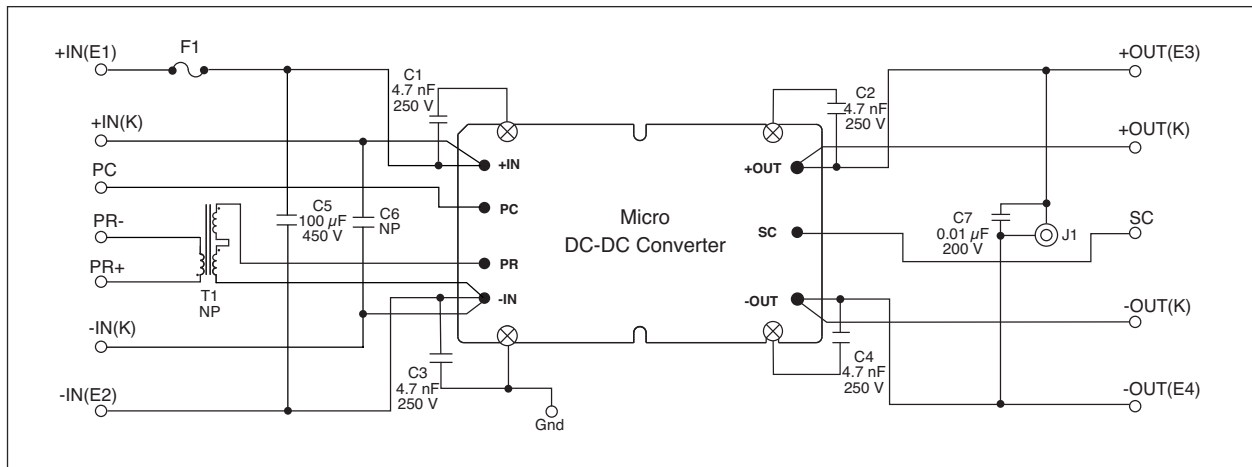 +IN(E1)
F1
+IN(K)
PC
PR-
PR+
T1
NP
-IN(K)
-IN(E2)
C5
100 µF
450 V
C6
NP
C1
4.7 nF
250 V
C3
4.7 nF
250 V
Gnd
+IN
PC
PR
-IN
Micro
DC-DC Converter
+OUT
SC
-OUT
C2
4.7 nF
250 V
C4
4.7 nF
250 V
C7
0.01 µF
200 V
J1
+OUT(E3)
+OUT(K)
SC
-OUT(K)
-OUT(E4)